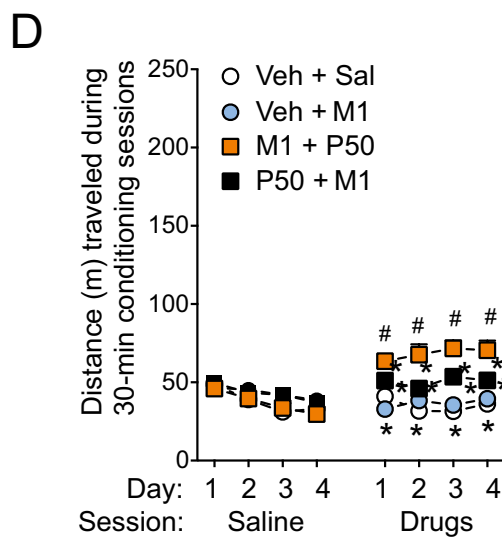 D
Distance (m) traveled during
30-min conditioning sessions
250
200
150
100
50
0
Veh + Sal
Veh + M1
M1 + P50
P50 + M1
# # # #
* * * *
* * * *
* * * *
Day: 1 2 3 4 1 2 3 4
Session: Saline Drugs